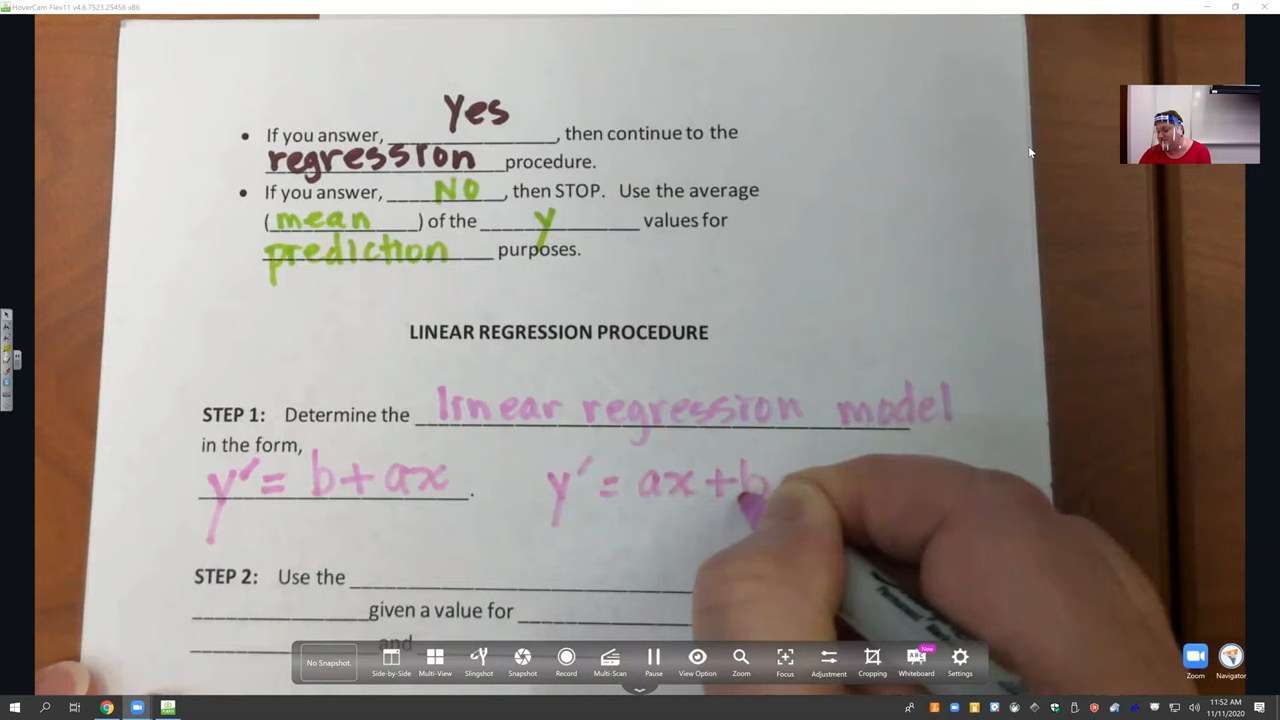 HoverCam Flex11 v4.6.7523.25456 x86
• If you answer, Yes, then continue to the
regression procedure.
• If you answer, NO, then STOP. Use the average
(mean) of the y values for
prediction purposes.
LINEAR REGRESSION PROCEDURE
STEP 1: Determine the linear regression model
in the form,
y' = b + ax. y' = ax + b
STEP 2: Use the
given a value for
and
No Snapshot. Side-by-Side Multi-View Slingshot Snapshot Record Multi-Scan Pause View Option Zoom Focus Adjustment Cropping New Whiteboard Settings
Zoom Navigator
11:52 AM
11/11/2020